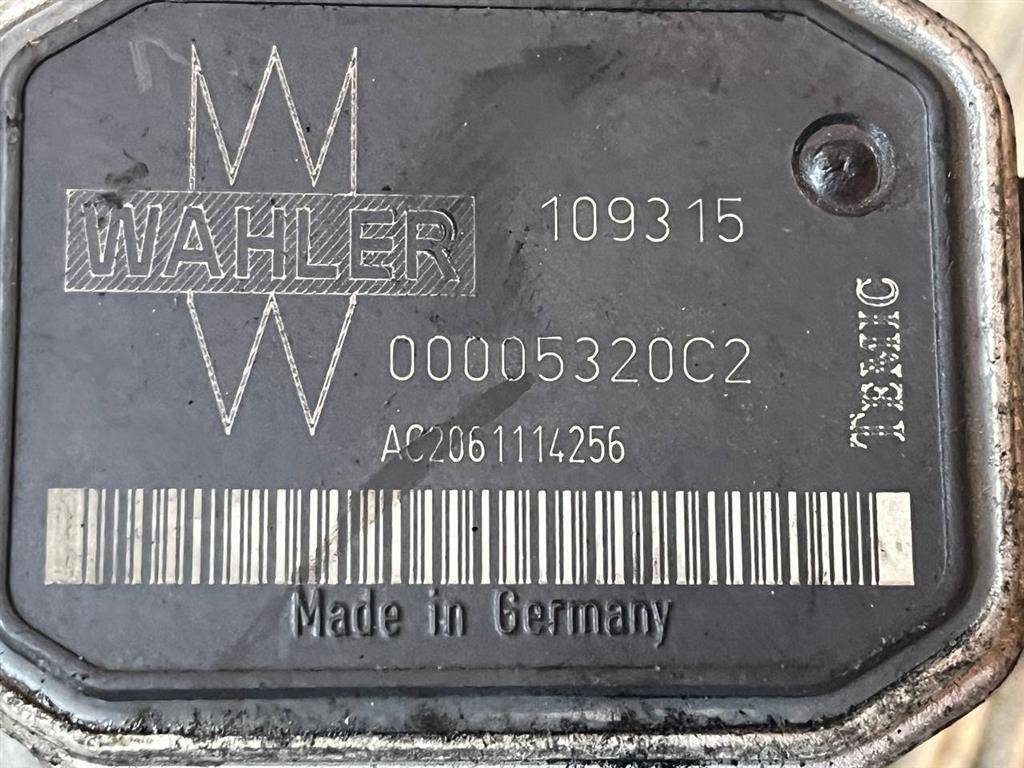 WAHLER
109315
00005320C2
AC2061114256
TEMIC
Made in Germany